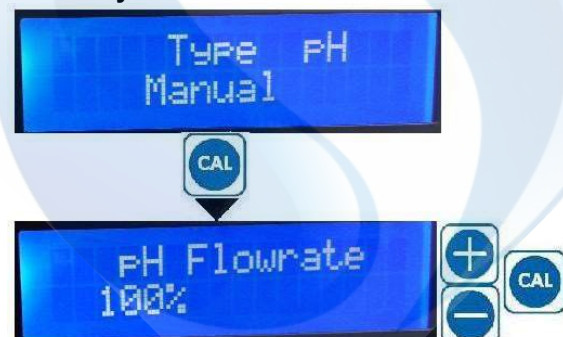 Type pH
Manual
CAL
pH Flowrate
100%
+
CAL
−